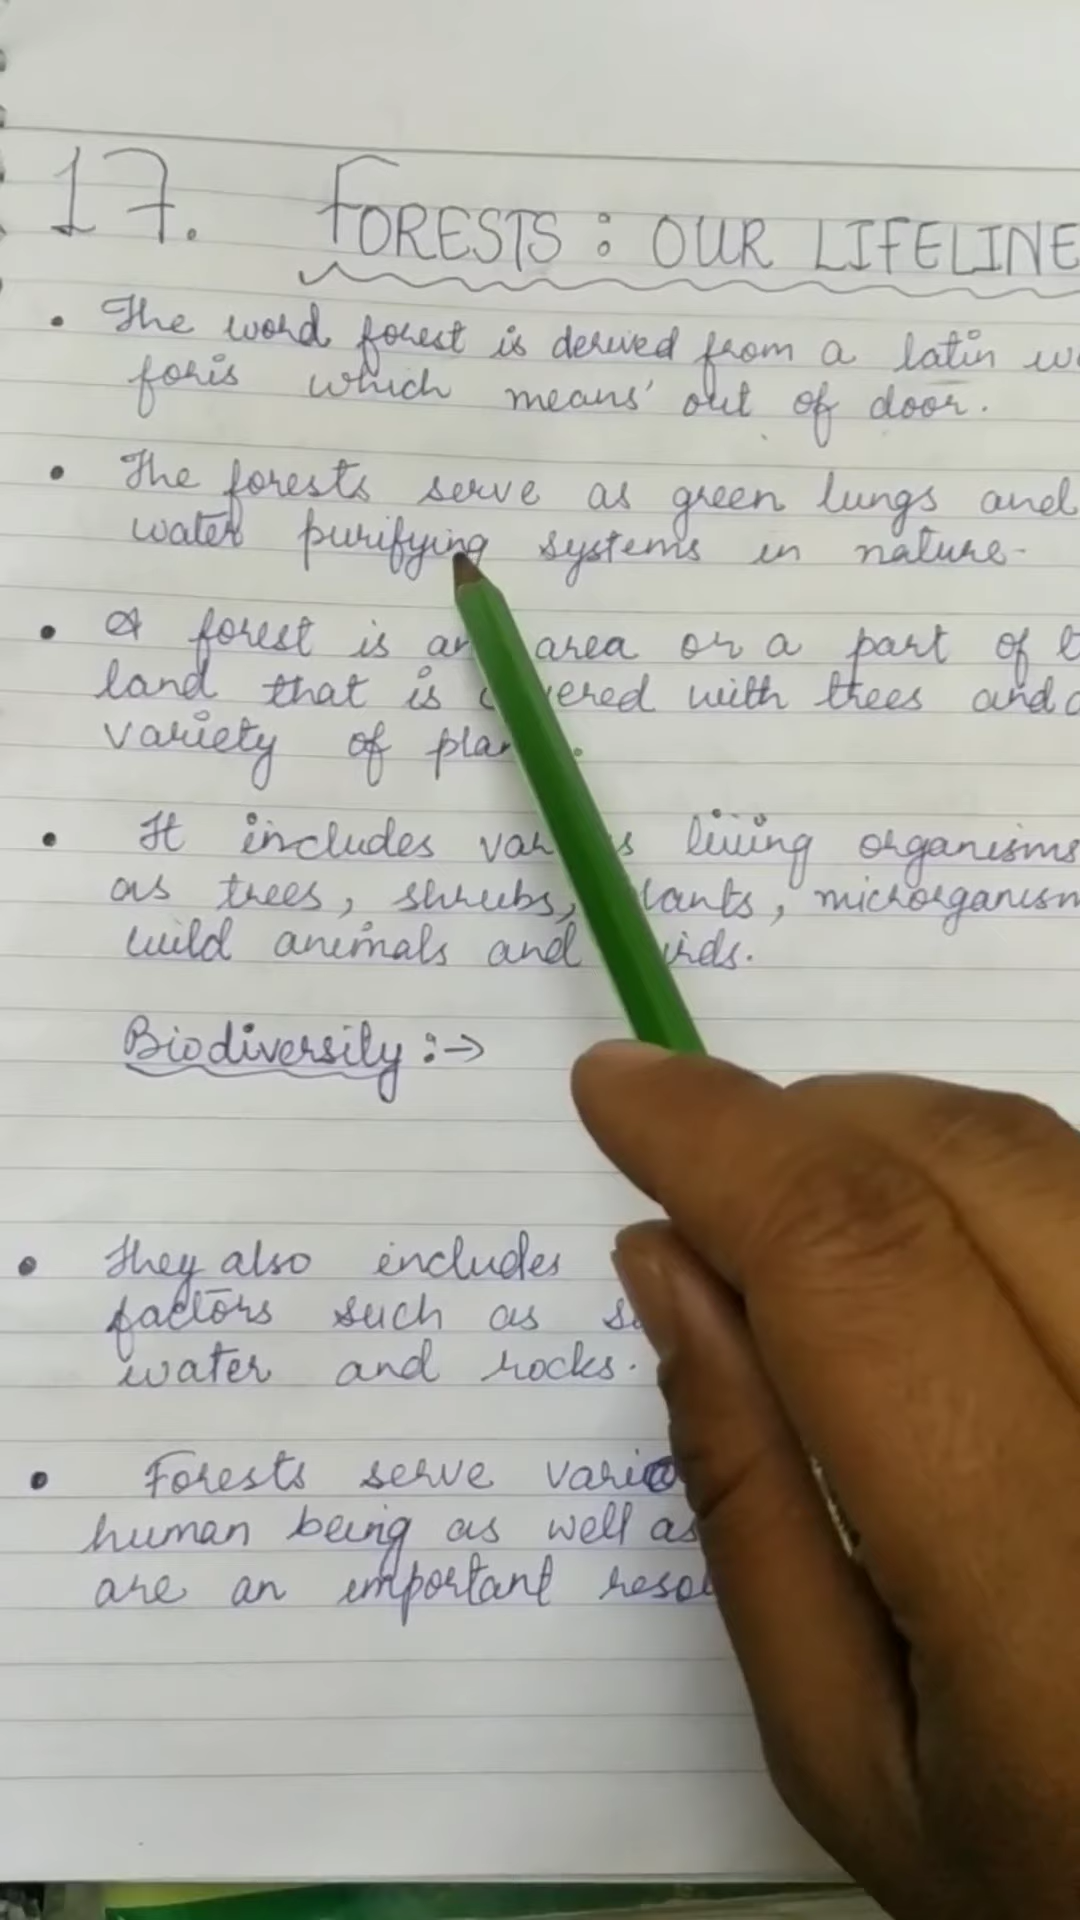 17. FORESTS : OUR LIFELINE
• The word forest is derived from a latin
foris which means' out of door.
• The forests serve as green lungs and
water purifying systems in nature-
• A forest is an area or a part of
land that is covered with trees and
variety of
• It includes living organisms
as trees, shrubs, plants,
wild animals and birds.
Biodiversity :→
• They also includes
factors such as
water and rocks.
• Forests serve
human being as well as
are an important